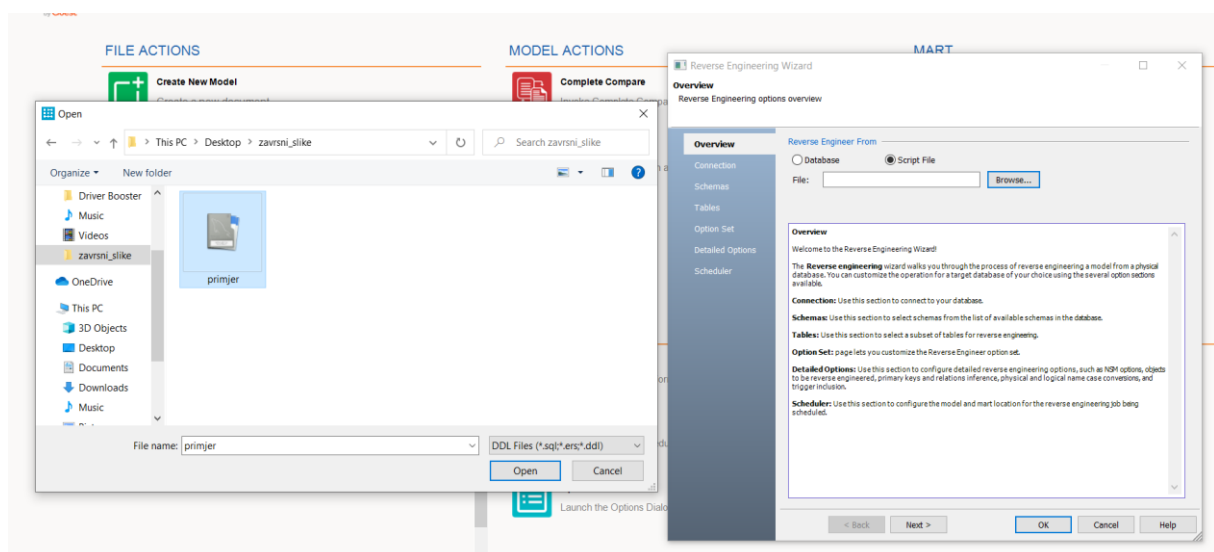 by Quest
FILE ACTIONS
MODEL ACTIONS
MART
Create New Model
Create a new document
Complete Compare
Invoke Complete Compa
Open
This PC > Desktop > zavrsni_slike
Search zavrsni_slike
Organize
New folder
Driver Booster
Music
Videos
zavrsni_slike
OneDrive
This PC
3D Objects
Desktop
Documents
Downloads
Music
primjer
File name: primjer
DDL Files (*.sql;*.ers;*.ddl)
Open
Cancel
Launch the Options Dialo
Reverse Engineering Wizard
Overview
Reverse Engineering options overview
Overview
Connection
Schemas
Tables
Option Set
Detailed Options
Scheduler
Reverse Engineer From
Database
Script File
File:
Browse...
Overview
Welcome to the Reverse Engineering Wizard!
The Reverse engineering wizard walks you through the process of reverse engineering a model from a physical
database. You can customize the operation for a target database of your choice using the several option sections
available.
Connection: Use this section to connect to your database.
Schemas: Use this section to select schemas from the list of available schemas in the database.
Tables: Use this section to select a subset of tables for reverse engineering.
Option Set: page lets you customize the Reverse Engineer option set.
Detailed Options: Use this section to configure detailed reverse engineering options, such as NSM options, objects
to be reverse engineered, primary keys and relations inference, physical and logical name case conversions, and
trigger inclusion.
Scheduler: Use this section to configure the model and mart location for the reverse engineering job being
scheduled.
< Back
Next >
OK
Cancel
Help